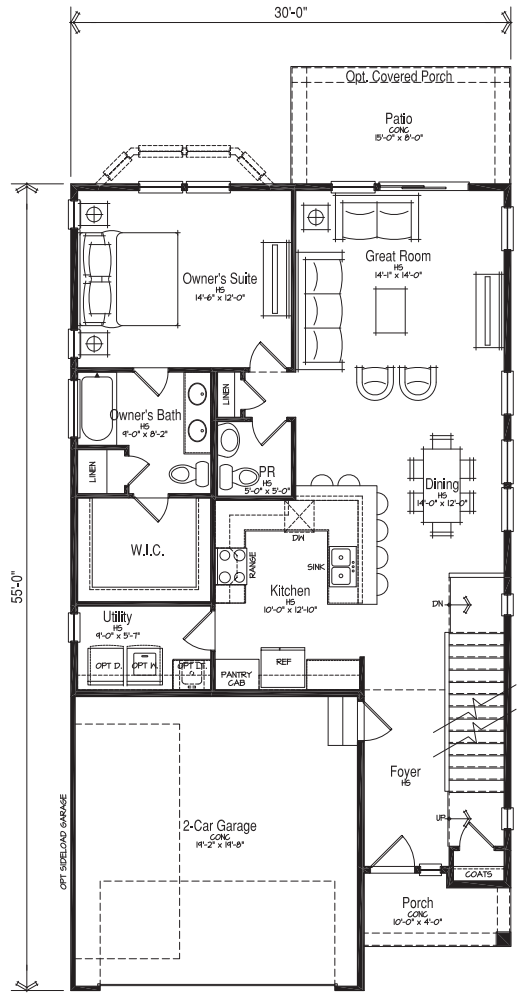 30'-0"
Opt. Covered Porch
Patio
CONC
15'-0" x 8'-0"
Great Room
HS
14'-1" x 14'-0"
Owner's Suite
HS
14'-6" x 12'-0"
LINEN
Owner's Bath
HS
9'-0" x 8'-2"
LINEN
PR
HS
5'-0" x 5'-0"
Dining
HS
14'-0" x 12'-0"
W.I.C.
DW
RANGE
SINK
Kitchen
HS
10'-0" x 12'-10"
55'-0"
DN
Utility
HS
9'-0" x 5'-7"
OPT D.
OPT W.
OPT LT.
PANTRY
CAB
REF
Foyer
HS
UP
2-Car Garage
CONC
19'-2" x 19'-8"
OPT SIDELOAD GARAGE
COATS
Porch
CONC
10'-0" x 4'-0"